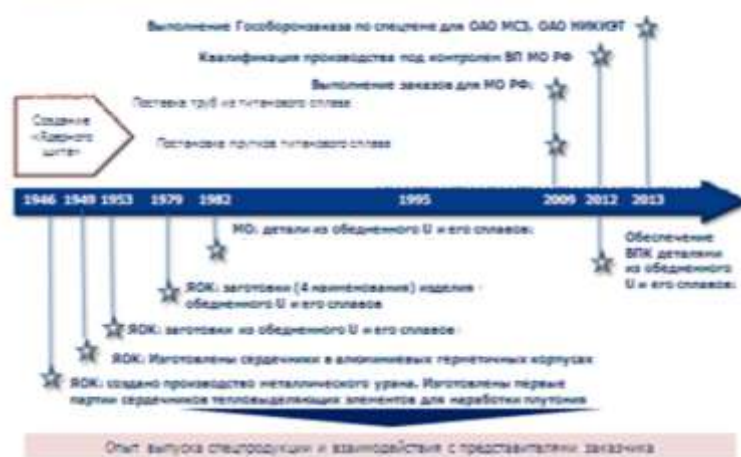 Выполнение Гособоронзаказа по спецтеме для ОАО МСЗ, ОАО НИКИЭТ
Квалификация производства под контролем ВП МО РФ
Выполнение заказов для МО РФ:
Поставка труб из титанового сплава
Создание
«Ядерного
щита»
Постановка прутков титанового сплава
1946 1949 1953 1979 1982 1995 2009 2012 2013
МО: детали из обедненного U и его сплавов;
Обеспечение
ВПК деталями
из обедненного
U и его сплавов;
ЯОК: заготовки (4 наименования) изделия
обедненного U и его сплавов
ЯОК: заготовки из обедненного U и его сплавов
ЯОК: Изготовлены сердечники в алюминиевых герметичных корпусах
ЯОК: создано производство металлического урана. Изготовлены первые
партии сердечников тепловыделяющих элементов для наработки плутония
Опыт выпуска спецпродукции и взаимодействия с представителями заказчика